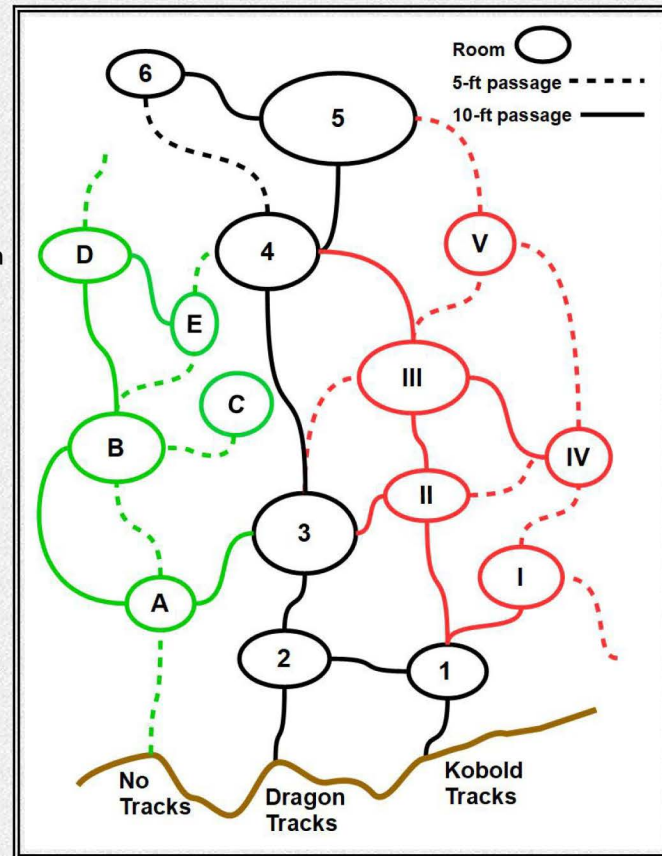 Room
5-ft passage
10-ft passage
6
5
D
4
V
E
III
C
B
IV
II
3
I
A
2
1
No
Tracks
Dragon
Tracks
Kobold
Tracks